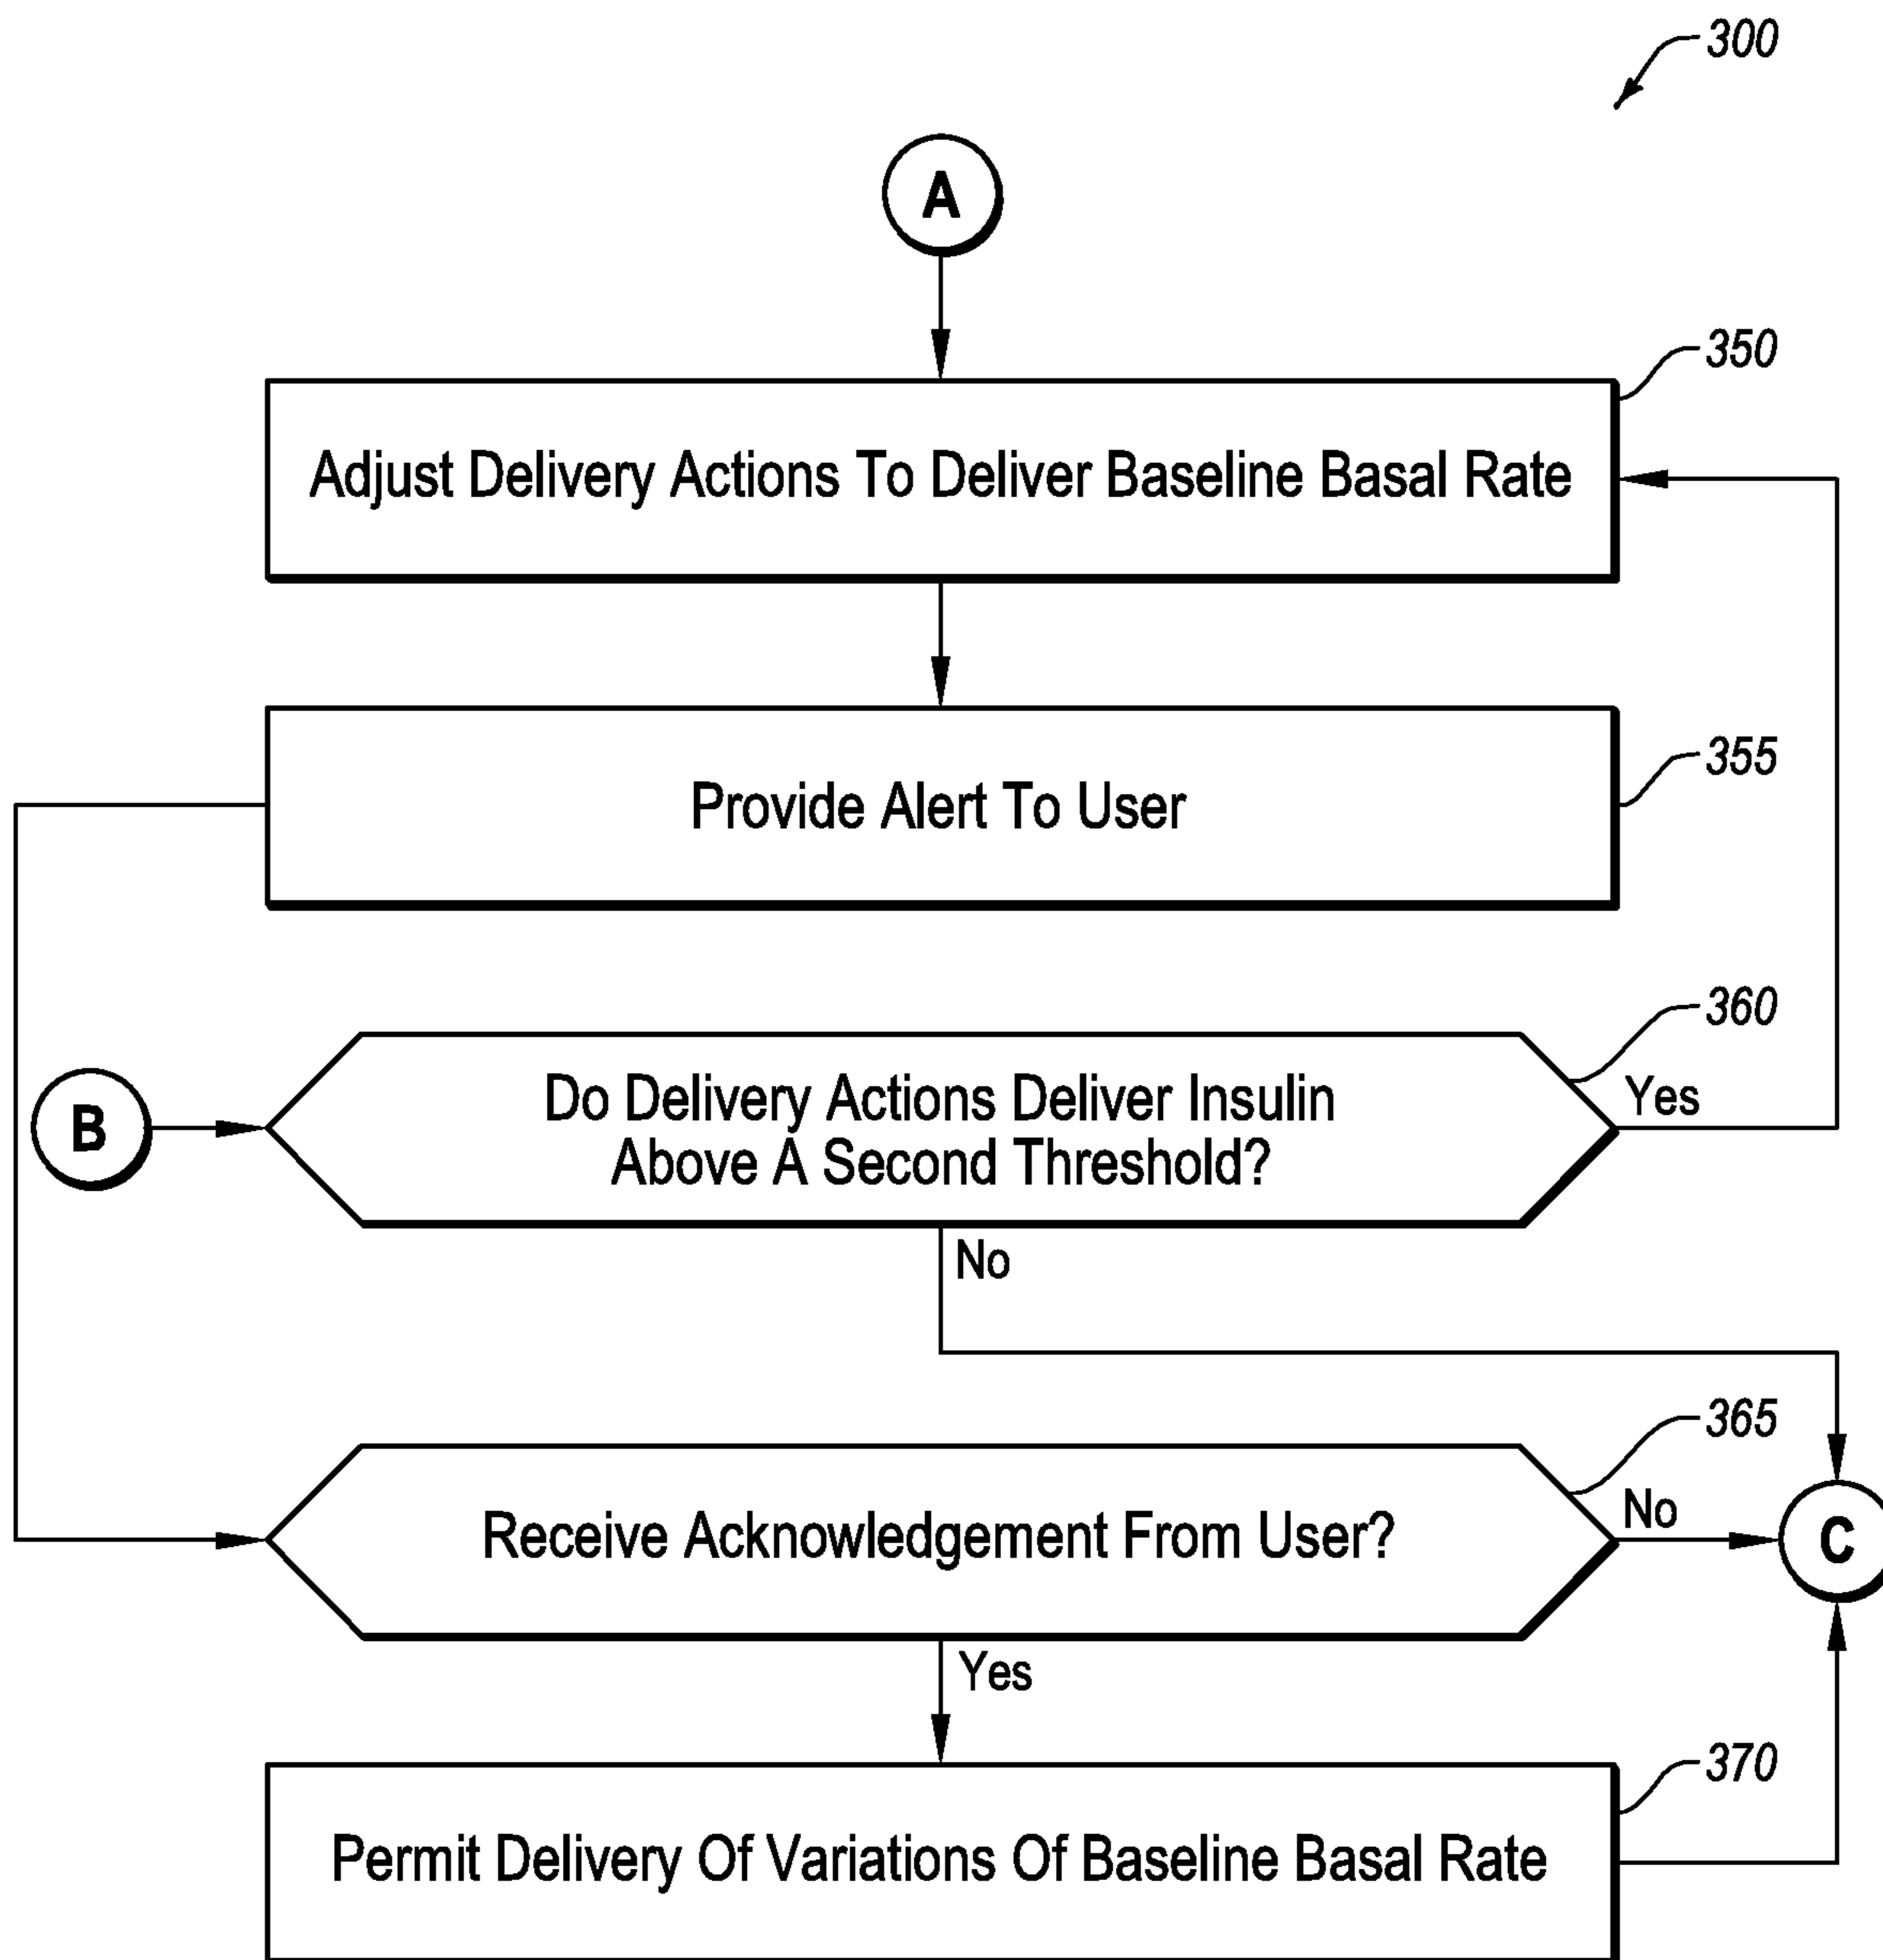 300
A
350
Adjust Delivery Actions To Deliver Baseline Basal Rate
355
Provide Alert To User
360
B
Do Delivery Actions Deliver Insulin
Above A Second Threshold?
Yes
No
365
Receive Acknowledgement From User?
No
C
Yes
370
Permit Delivery Of Variations Of Baseline Basal Rate